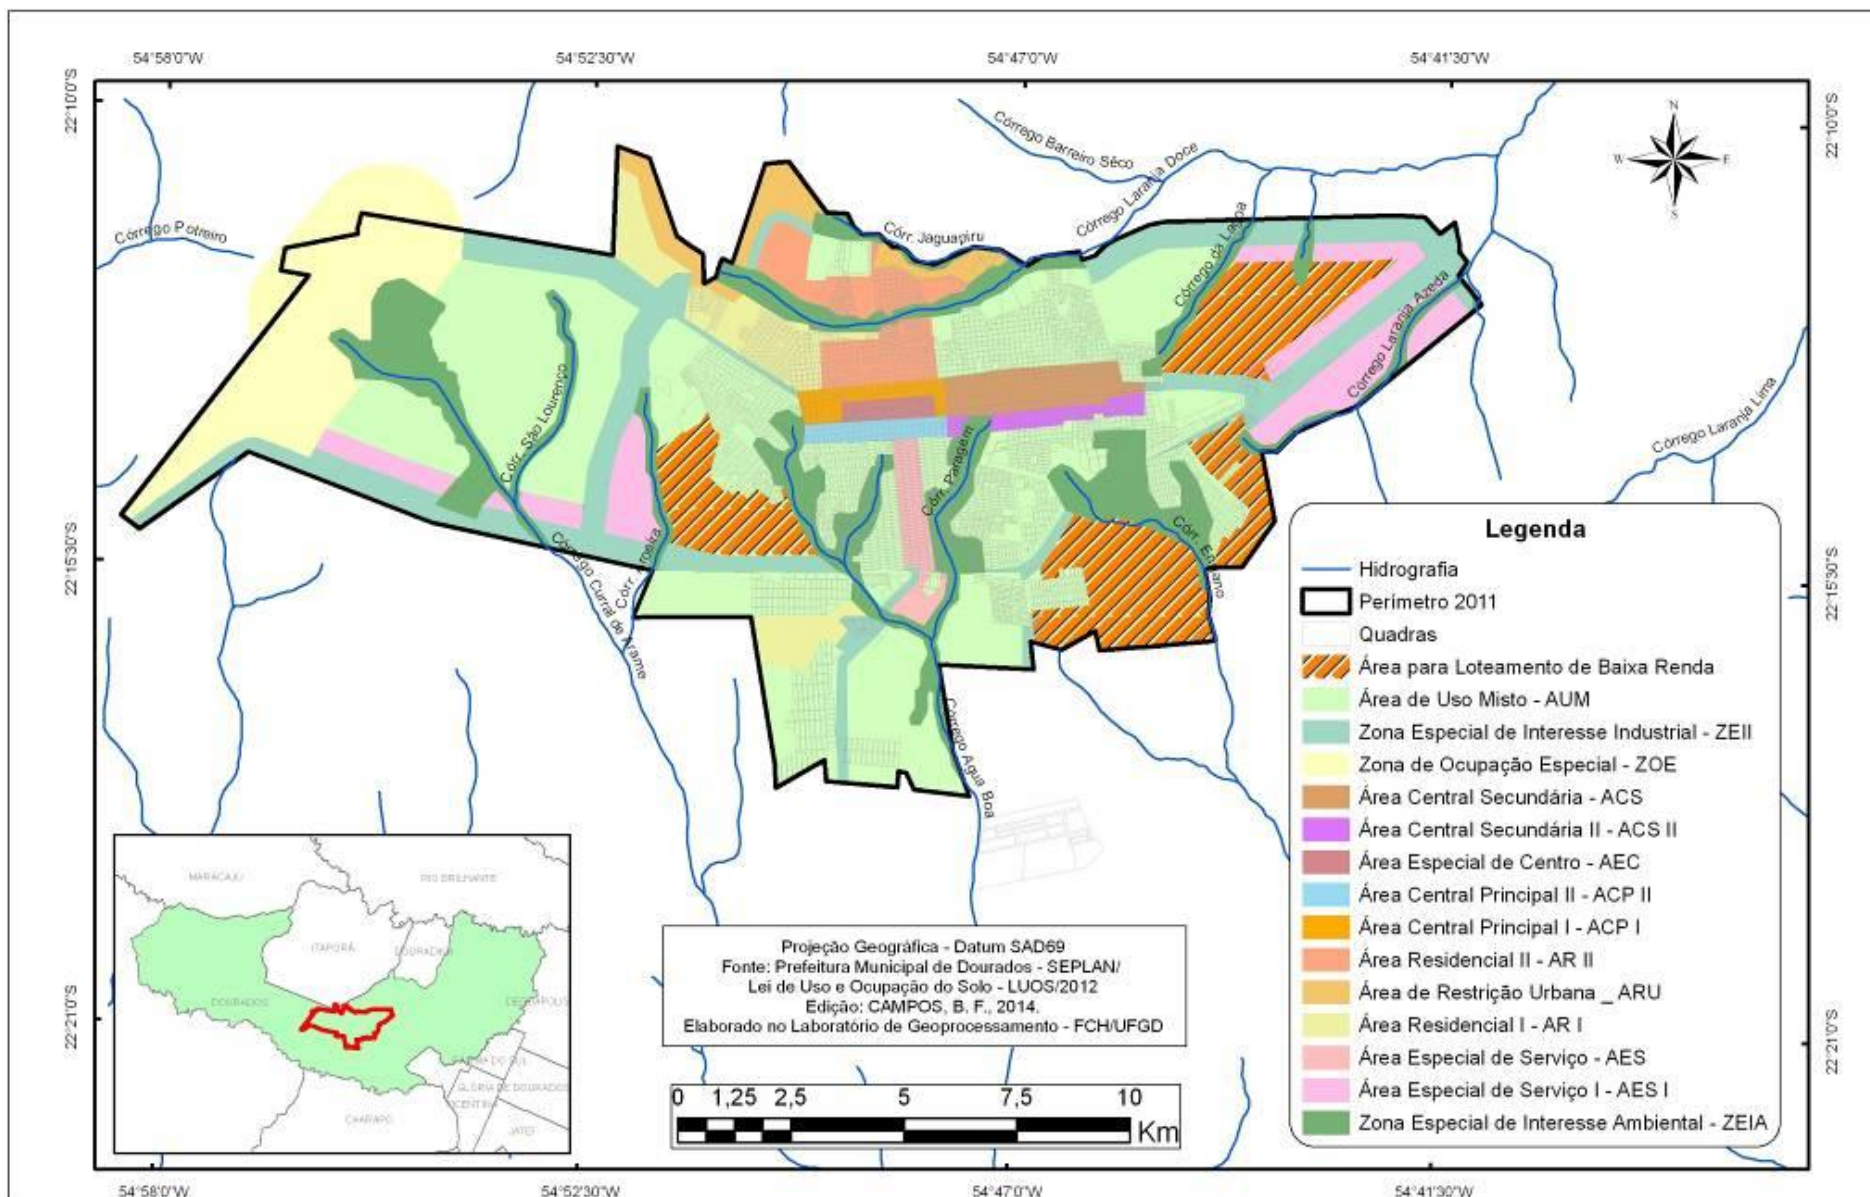 54°58'0"W
54°52'30"W
54°47'0"W
54°41'30"W
22°10'0"S
22°10'0"S
N
W
E
S
Córrego Barreiro Sêco
Córrego Laranja Doce
Córrego Potreiro
Córr. Jaguapiru
Córrego da Lagoa
Córrego Laranja Azeda
Córr. São Lourenço
Córrego Laranja Lima
Córr. Paragem
Córrego Curral de Arame
Córr.
Córr.
Córrego Agua Boa
22°15'30"S
22°15'30"S
Legenda
Hidrografia
Perímetro 2011
Quadras
Área para Loteamento de Baixa Renda
Área de Uso Misto - AUM
Zona Especial de Interesse Industrial - ZEII
Zona de Ocupação Especial - ZOE
Área Central Secundária - ACS
Área Central Secundária II - ACS II
Área Especial de Centro - AEC
Área Central Principal II - ACP II
Área Central Principal I - ACP I
Área Residencial II - AR II
Área de Restrição Urbana _ ARU
Área Residencial I - AR I
Área Especial de Serviço - AES
Área Especial de Serviço I - AES I
Zona Especial de Interesse Ambiental - ZEIA
MARACAJU
RIO BRILHANTE
ITAPORÃ
DOURADOS
CAARAPÓ
GLÓRIA DE DOURADOS
JATEÍ
Projeção Geográfica - Datum SAD69
Fonte: Prefeitura Municipal de Dourados - SEPLAN/
Lei de Uso e Ocupação do Solo - LUOS/2012
Edição: CAMPOS, B. F., 2014.
Elaborado no Laboratório de Geoprocessamento - FCH/UFGD
0 1,25 2,5 5 7,5 10
Km
22°21'0"S
22°21'0"S
54°58'0"W
54°52'30"W
54°47'0"W
54°41'30"W